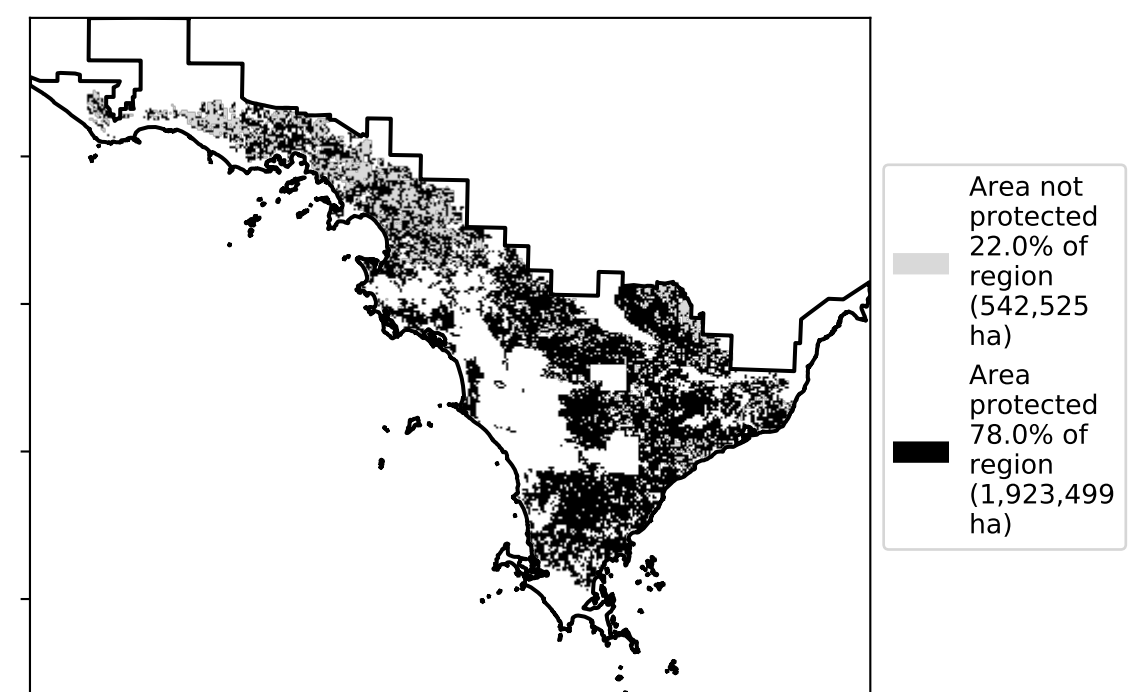 Area not
protected
22.0% of
region
(542,525
ha)
Area
protected
78.0% of
region
(1,923,499
ha)